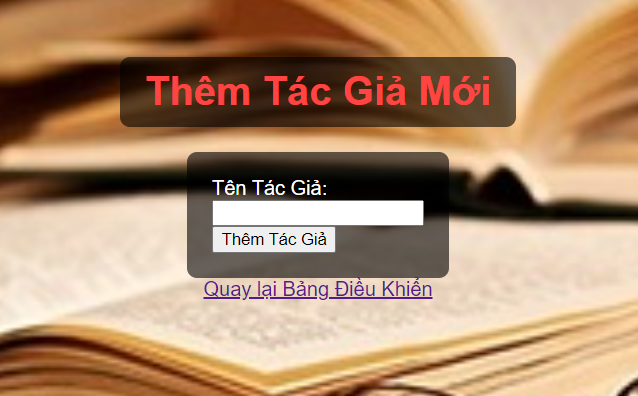 Thêm Tác Giả Mới
Tên Tác Giả:
Thêm Tác Giả
Quay lại Bảng Điều Khiển